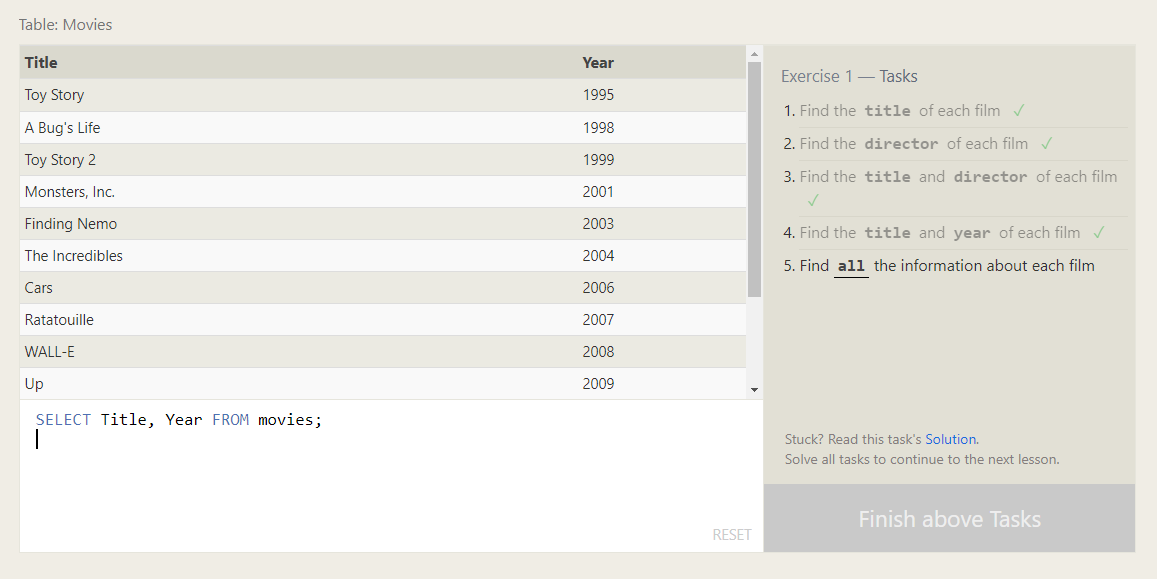 Table: Movies
Title Year
Toy Story 1995
A Bug's Life 1998
Toy Story 2 1999
Monsters, Inc. 2001
Finding Nemo 2003
The Incredibles 2004
Cars 2006
Ratatouille 2007
WALL-E 2008
Up 2009
SELECT Title, Year FROM movies;
RESET
Exercise 1 — Tasks
1. Find the title of each film ✓
2. Find the director of each film ✓
3. Find the title and director of each film
✓
4. Find the title and year of each film ✓
5. Find all the information about each film
Stuck? Read this task's Solution.
Solve all tasks to continue to the next lesson.
Finish above Tasks